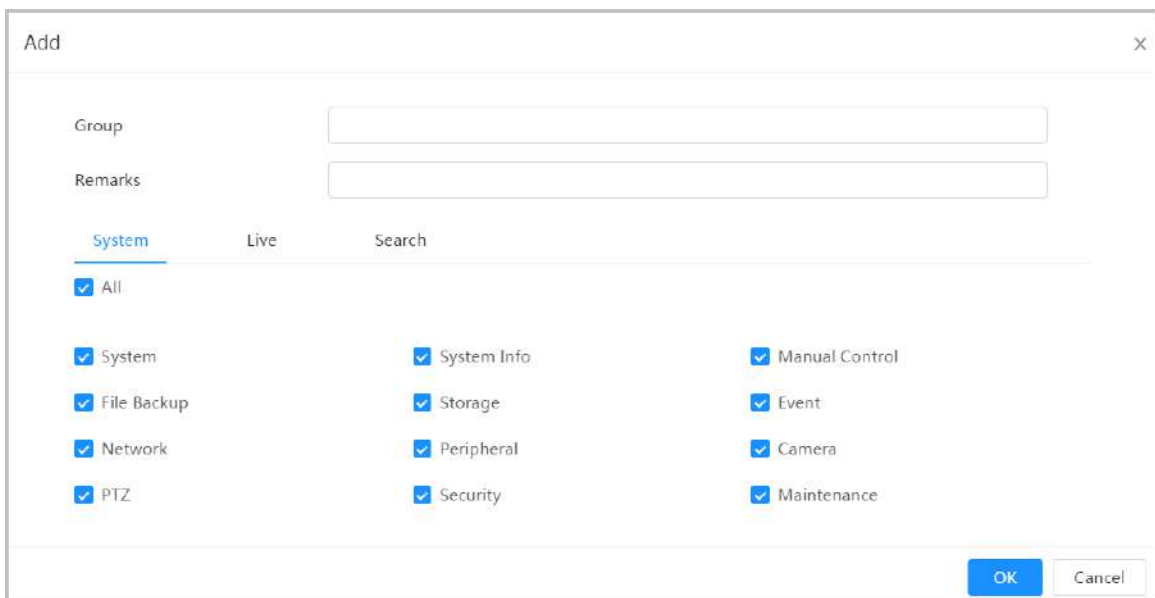 Add
Group
Remarks
System Live Search
All
System System Info Manual Control
File Backup Storage Event
Network Peripheral Camera
PTZ Security Maintenance
OK Cancel